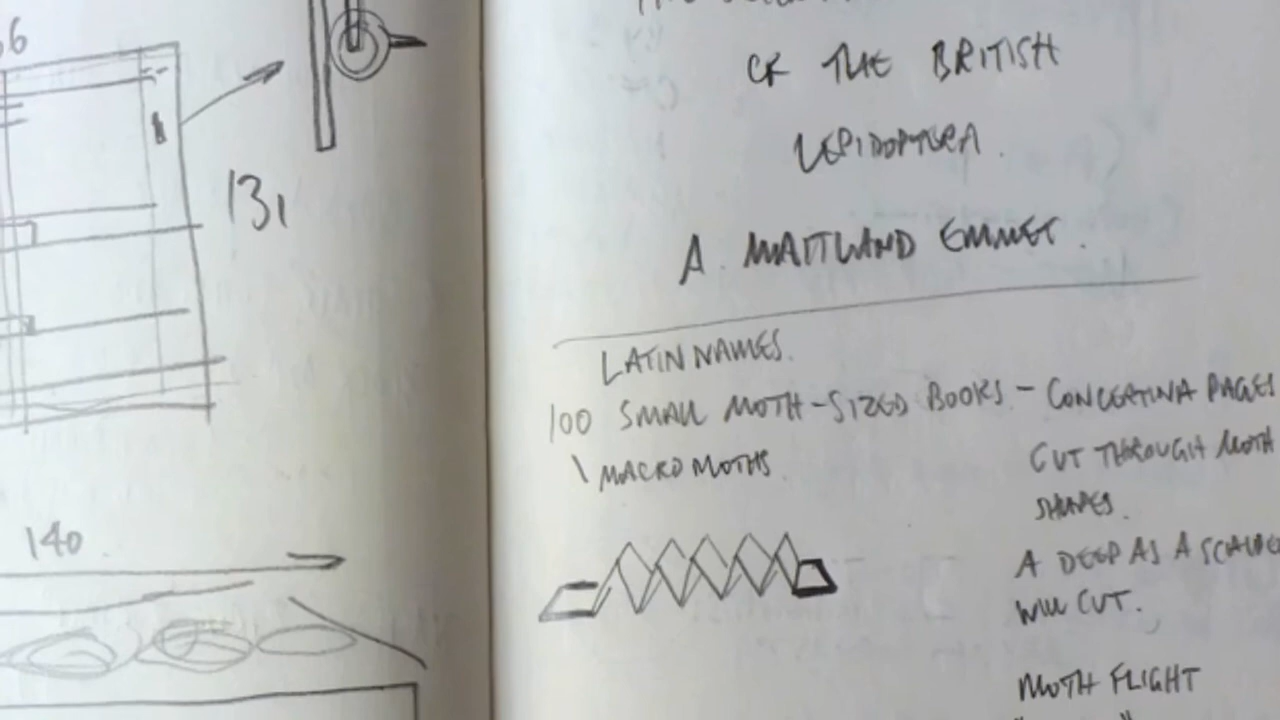 66
131
140
OF THE BRITISH
LEPIDOPTERA.
A. MAITLAND EMMET.
LATIN NAMES.
100 SMALL MOTH-SIZED BOOKS - CONCERTINA PAGES
\ MACRO MOTHS
CUT THROUGH MOTH
SHAPES.
A DEEP AS A
WILL CUT.
MOTH FLIGHT